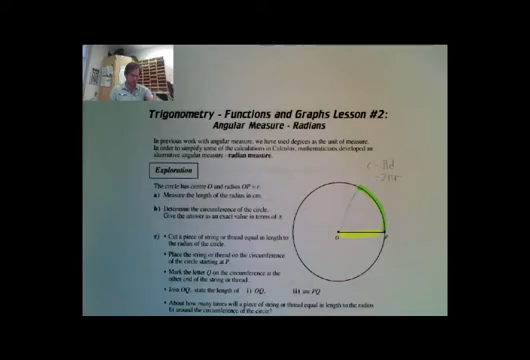 Trigonometry - Functions and Graphs Lesson #2:
Angular Measure - Radians
In previous work with angular measure, we have used degrees as the unit of measure.
In order to simplify some of the calculations in Calculus, mathematicians developed an
alternative angular measure - radian measure.
Exploration
The circle has centre O and radius OP = r.
a) Measure the length of the radius in cm.
b) Determine the circumference of the circle.
Give the answer as an exact value in terms of π.
c) • Cut a piece of string or thread equal in length to
the radius of the circle.
• Place the string or thread on the circumference
of the circle starting at P.
• Mark the letter Q on the circumference at the
other end of the string or thread.
• Join OQ, state the length of i) OQ, ii) arc PQ
• About how many times will a piece of string or thread equal in length to the radius
fit around the circumference of the circle?
C = πd
= 2πr
O
P